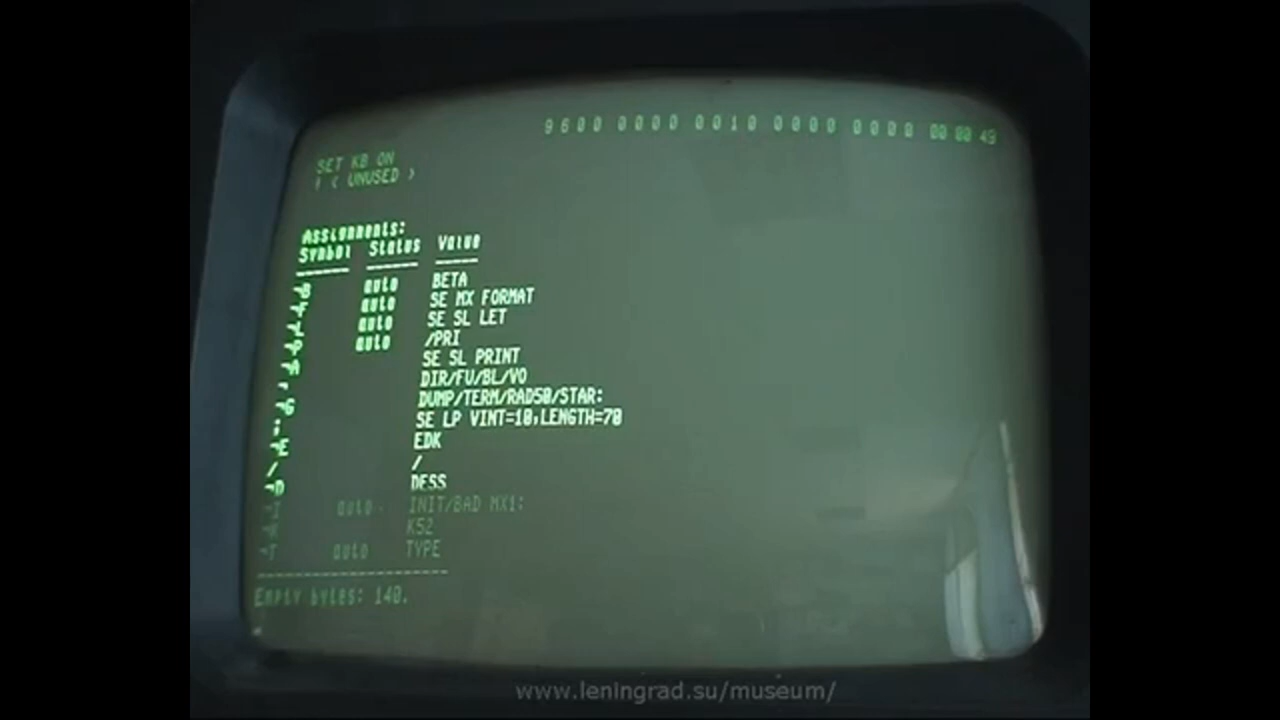 9600 0000 0010 0000 0000 00 00 49
SET KB ON
! < UNUSED >
Assignments:
Symbol Status Value
------ ------ -----
¬B auto BETA
¬F auto SE MX FORMAT
¬L auto SE SL LET
¬P auto /PRI
¬A SE SL PRINT
DIR/FU/BL/VO
¬G DUMP/TERM/RAD50/STAR:
; SE LP VINT=10,LENGTH=70
¬E EDK
/ /
¬D DESS
¬I auto INIT/BAD MX1:
¬K K52
¬T auto TYPE
-------------------
Empty bytes: 140.
www.leningrad.su/museum/